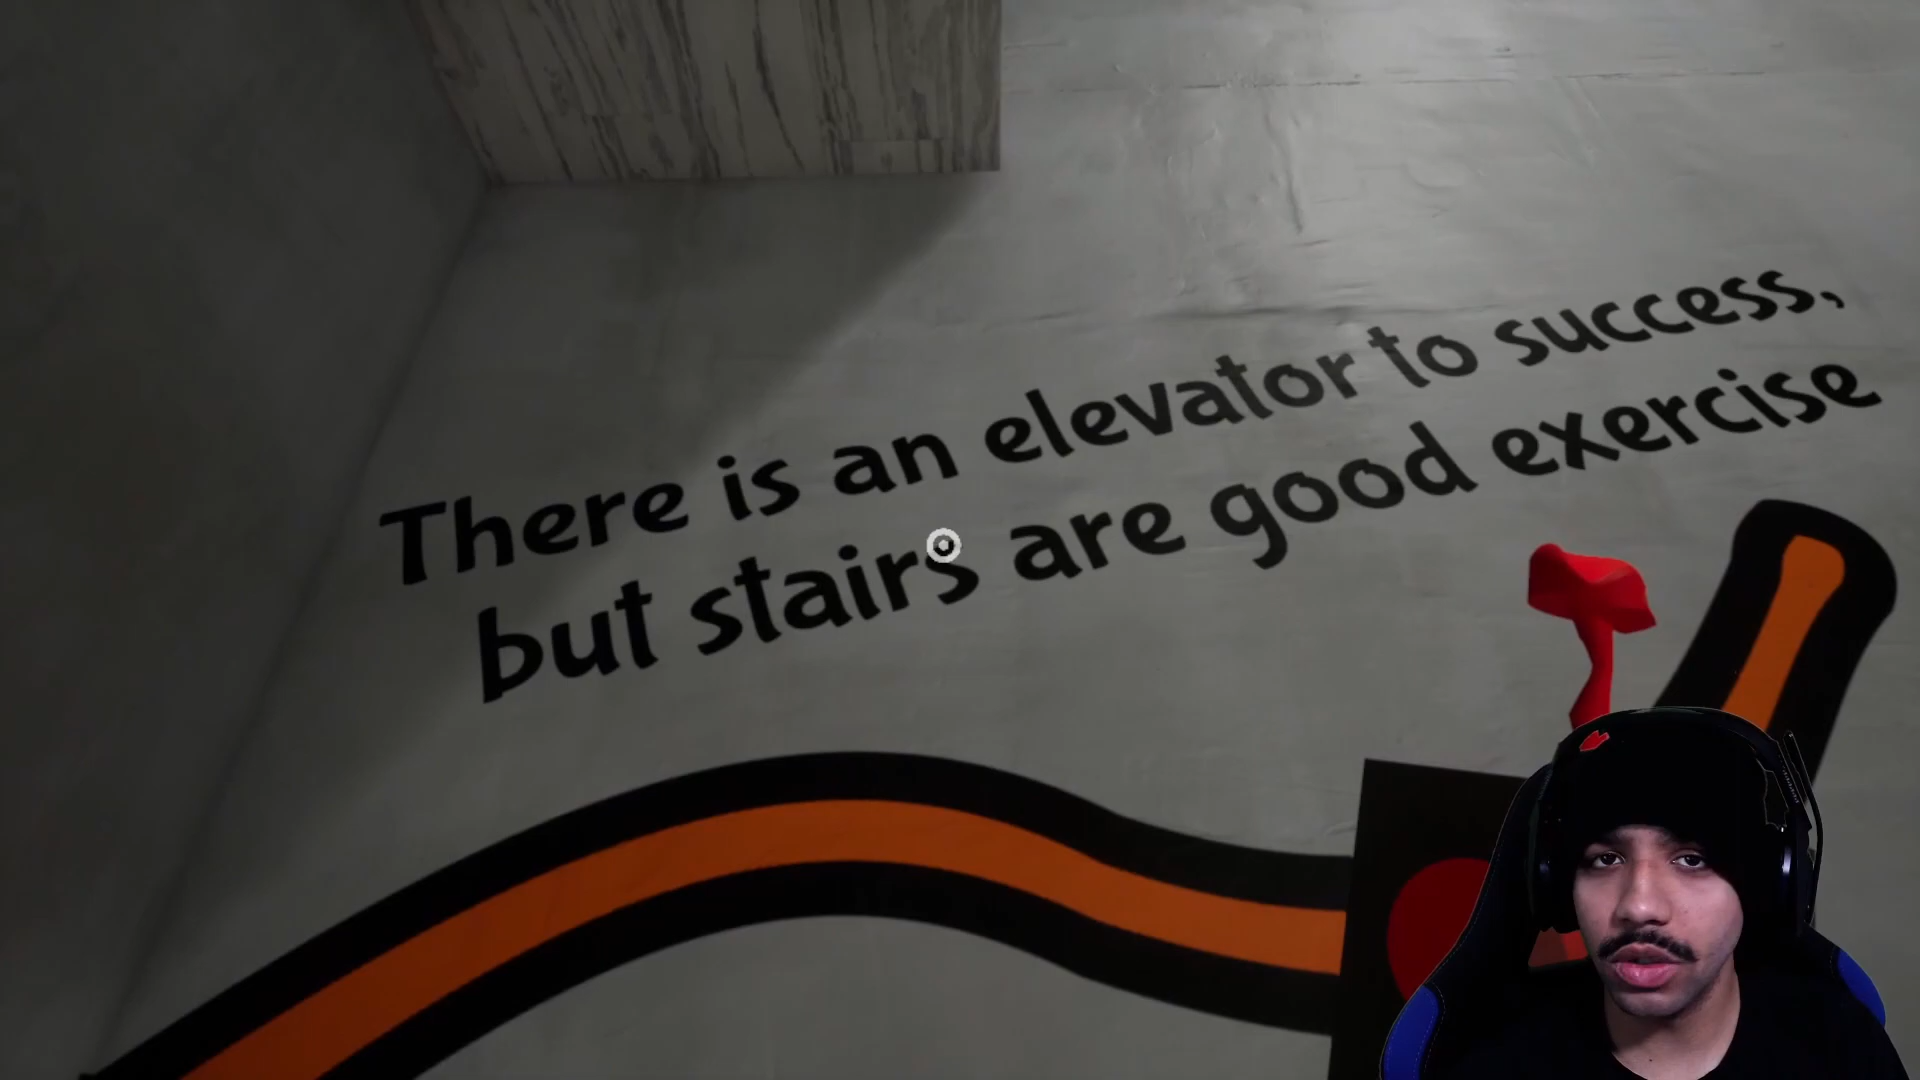 There is an elevator to success,
but stairs are good exercise